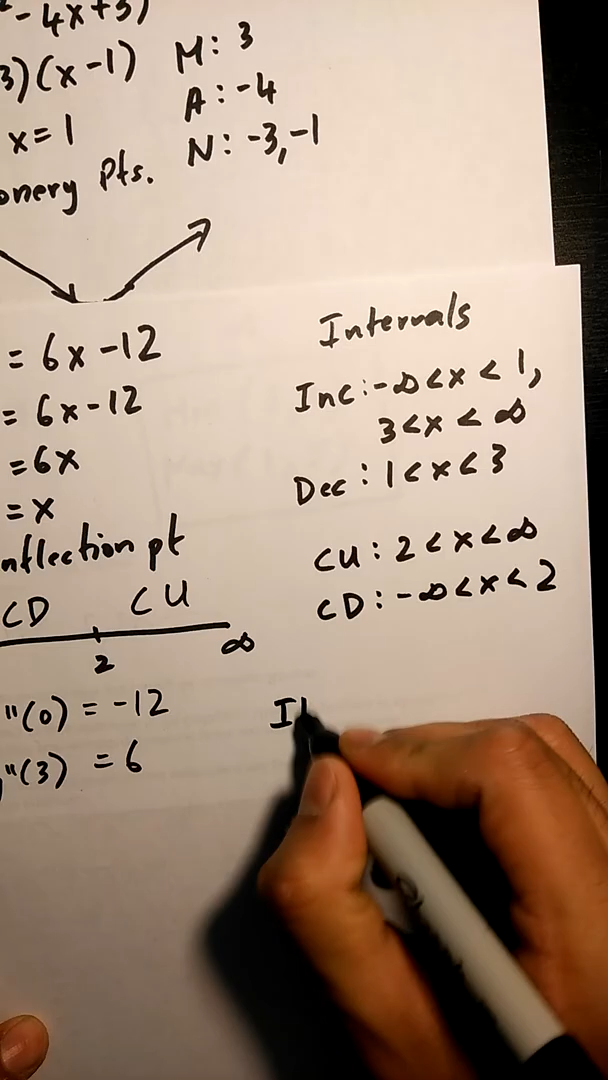 - 4x+3)
3)(x-1)
x=1
onery Pts.
M: 3
A: -4
N: -3,-1
= 6x-12
= 6x-12
=6x
= x
nflection pt
CD CU
2 ∞
"(0) = -12
"(3) = 6
Intervals
Inc: -∞<x<1,
3<x<∞
Dec: 1<x<3
CU: 2<x<∞
CD: -∞<x<2